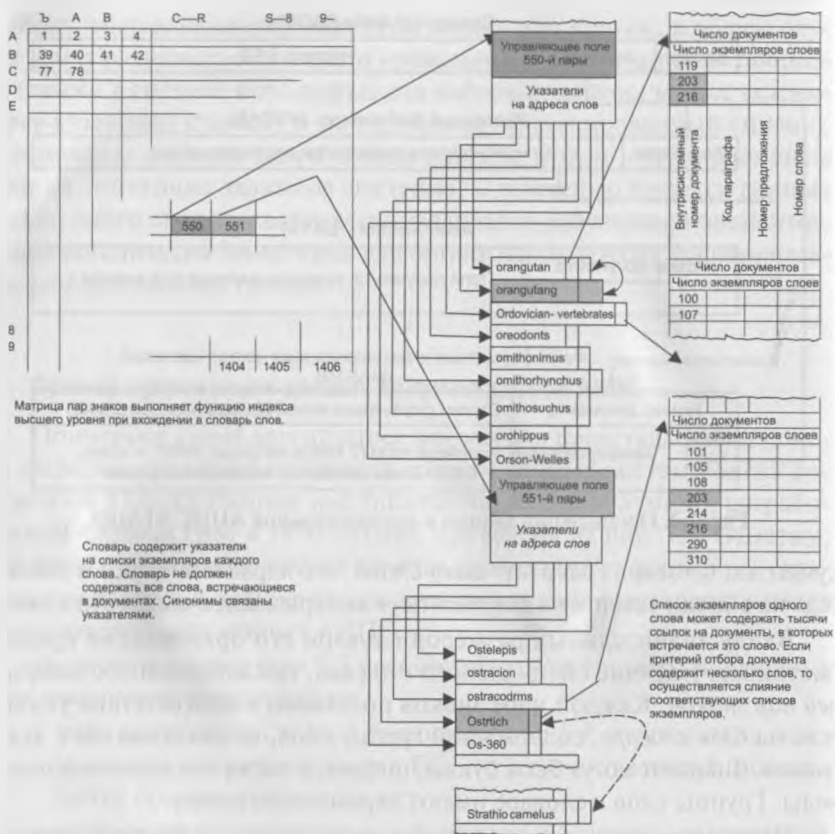 Ъ A B C—R S—8 9–
A 1 2 3 4
B 39 40 41 42
C 77 78
D
E
550 551
8
9
1404 1405 1406
Матрица пар знаков выполняет функцию индекса
высшего уровня при вхождении в словарь слов.
Словарь содержит указатели
на списки экземпляров каждого
слова. Словарь не должен
содержать все слова, встречающиеся
в документах. Синонимы связаны
указателями.
Управляющее поле
550-й пары
Указатели
на адреса слов
orangutan
orangutang
Ordovician- vertebrates
oreodonts
omithonimus
omithorhynchus
omithosuchus
orohippus
Orson-Welles
Управляющее поле
551-й пары
Указатели
на адреса слов
Ostelepis
ostracion
ostracodrms
Ostrich
Os-360
Strathio camelus
Число документов
Число экземпляров слоев
119
203
216
Внутрисистемный
номер документа
Код параграфа
Номер предложения
Номер слова
Число документов
Число экземпляров слоев
100
107
Число документов
Число экземпляров слоев
101
105
108
203
214
216
290
310
Список экземпляров одного
слова может содержать тысячи
ссылок на документы, в которых
встречается это слово. Если
критерий отбора документа
содержит несколько слов, то
осуществляется слияние
соответствующих списков
экземпляров.